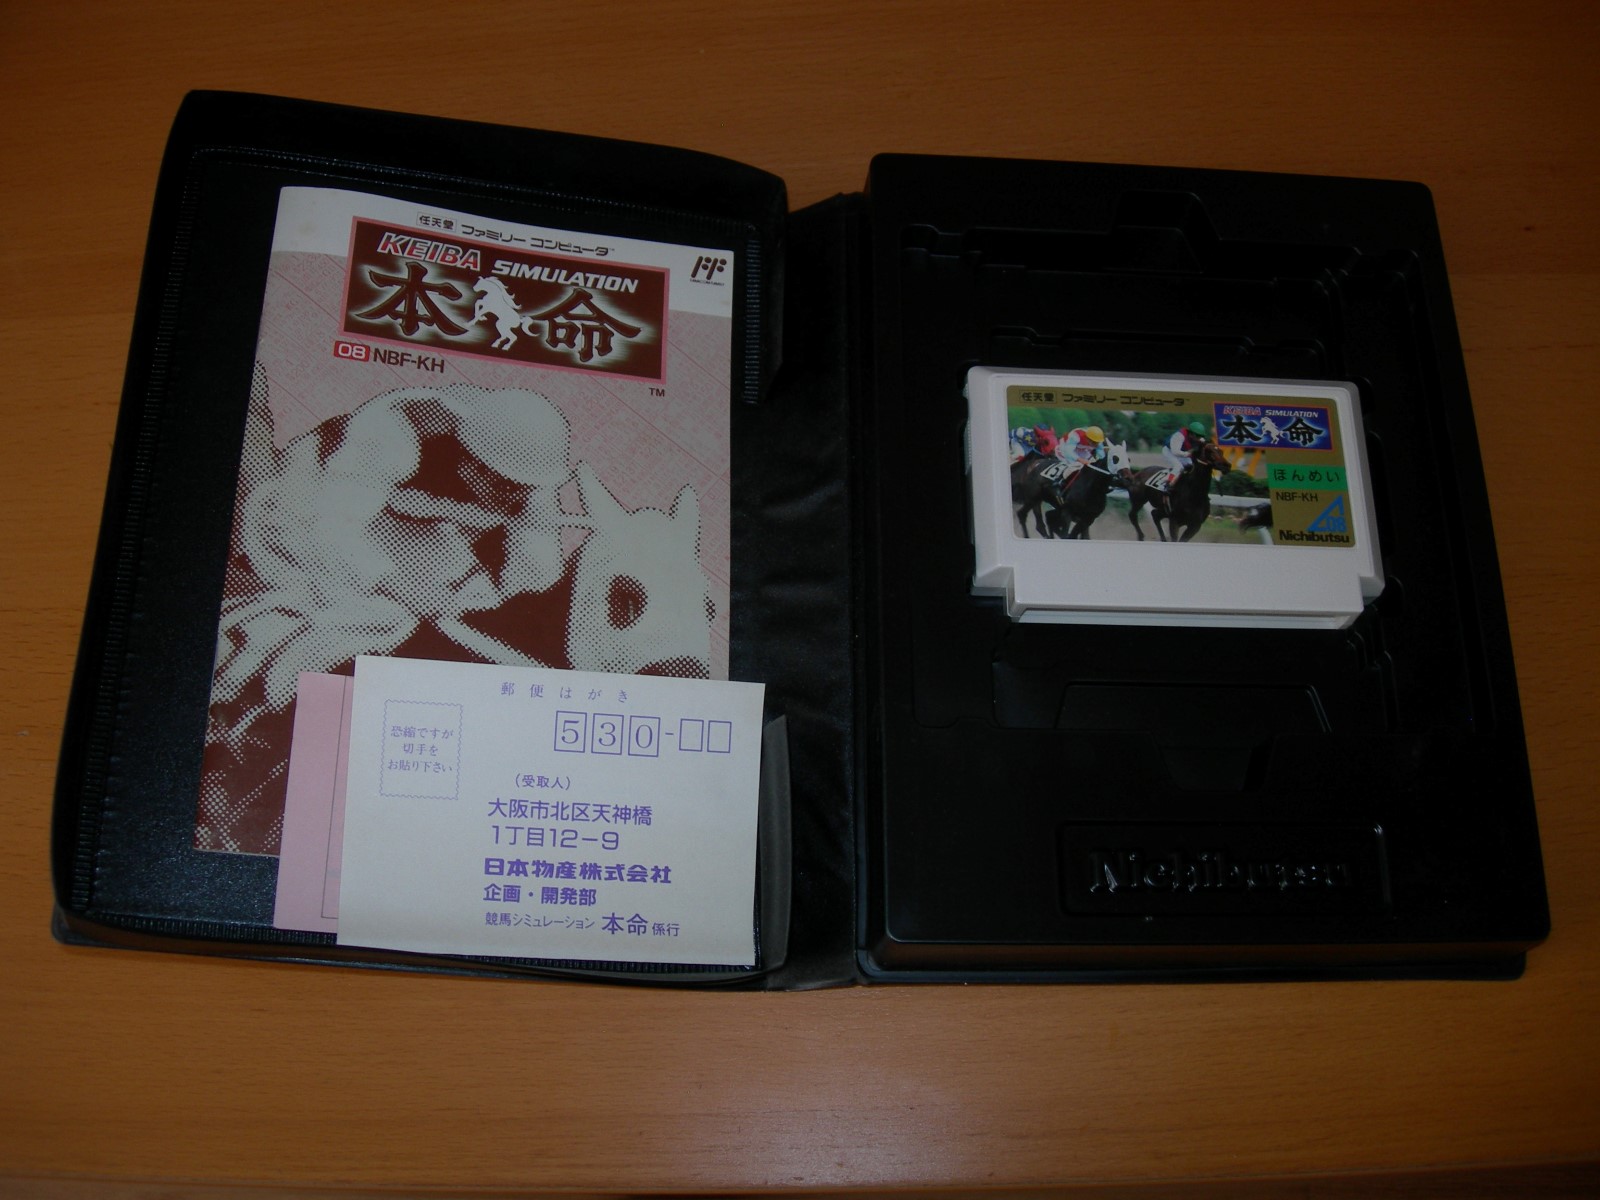 任天堂 ファミリー コンピュータ™
KEIBA SIMULATION
本命
08 NBF-KH
™
郵便はがき
530-
恐縮ですが
切手を
お貼り下さい
(受取人)
大阪市北区天神橋
1丁目12-9
日本物産株式会社
企画・開発部
競馬シミュレーション 本命 係行
任天堂 ファミリー コンピュータ™
KEIBA SIMULATION
本命
ほんめい
NBF-KH
08
Nichibutsu
Nichibutsu